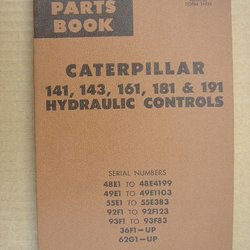 PARTS
BOOK
CATERPILLAR
141, 143, 161, 181 & 191
HYDRAULIC CONTROLS
SERIAL NUMBERS
48E1 TO 48E4199
49E1 TO 49E1103
55E1 TO 55E383
92F1 TO 92F123
93F1 TO 93F83
36F1-UP
62G1-UP